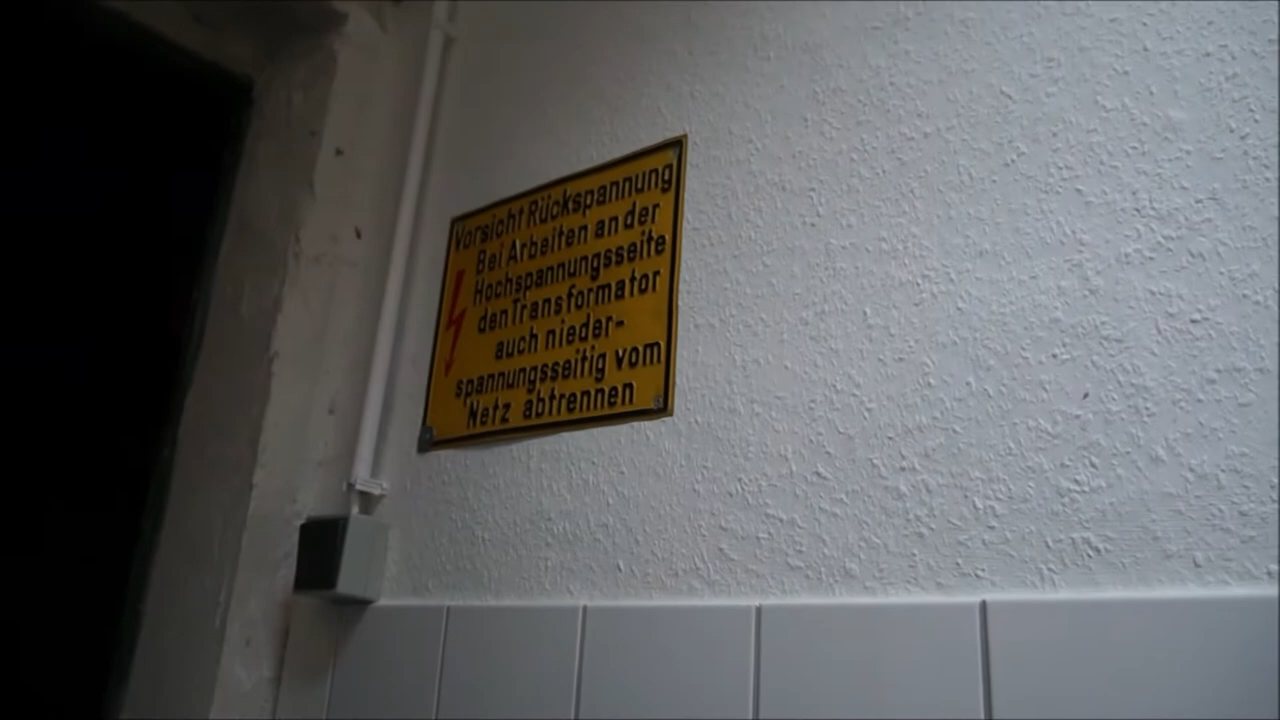 Vorsicht Rückspannung
Bei Arbeiten an der
Hochspannungsseite
den Transformator
auch nieder-
spannungsseitig vom
Netz abtrennen